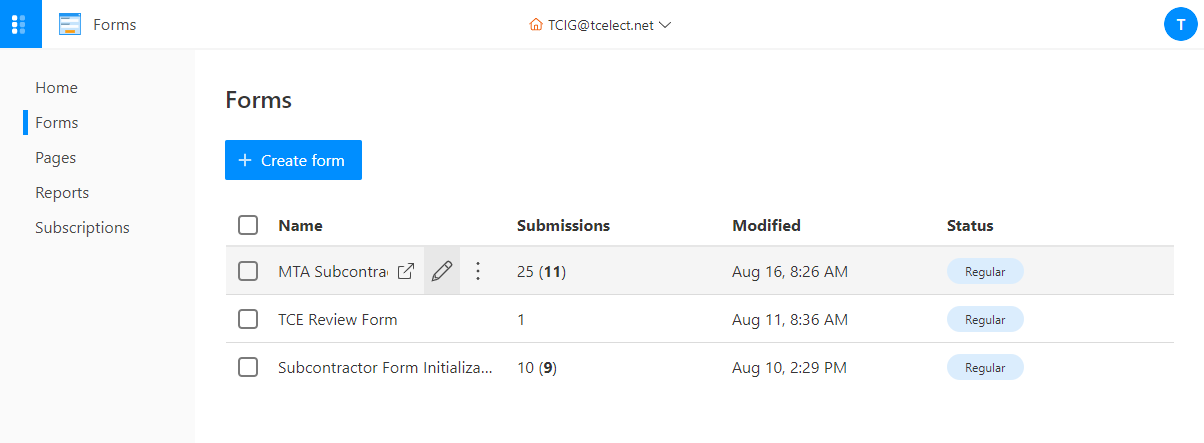 Forms
TCIG@tcelect.net
T
Home
Forms
Pages
Reports
Subscriptions
Forms
+ Create form
Name Submissions Modified Status
MTA Subcontrac 25 (11) Aug 16, 8:26 AM Regular
TCE Review Form 1 Aug 11, 8:36 AM Regular
Subcontractor Form Initializa... 10 (9) Aug 10, 2:29 PM Regular